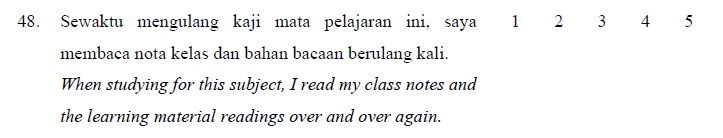 48. Sewaktu mengulang kaji mata pelajaran ini, saya 1 2 3 4 5
membaca nota kelas dan bahan bacaan berulang kali.
When studying for this subject, I read my class notes and
the learning material readings over and over again.